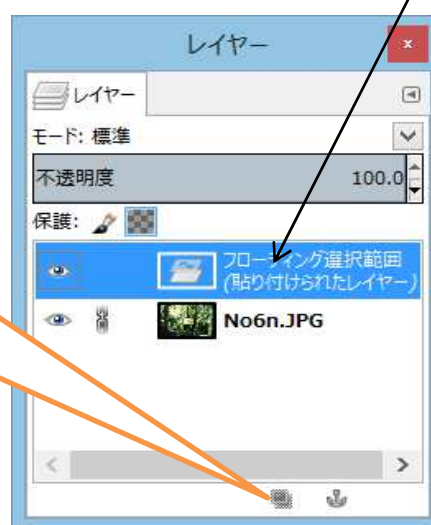 レイヤー
x
レイヤー
モード: 標準
不透明度 100.0
保護:
フローティング選択範囲
(貼り付けられたレイヤー)
No6n.JPG